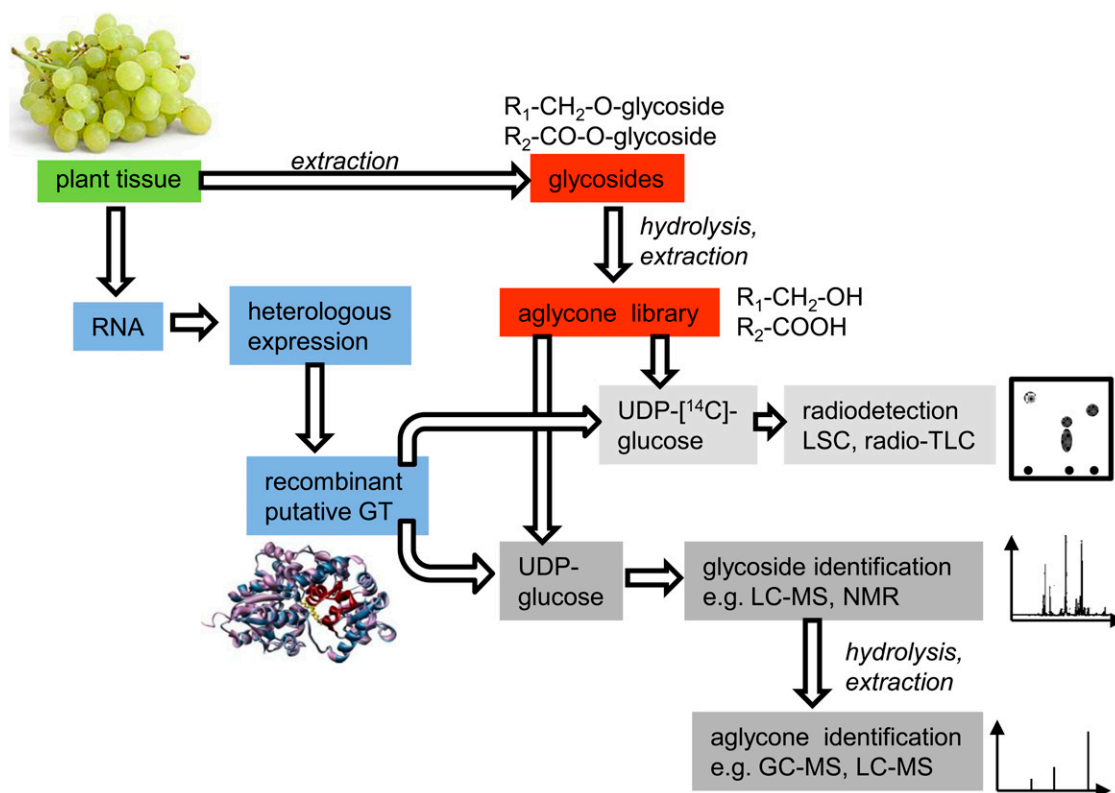 R₁-CH₂-O-glycoside
R₂-CO-O-glycoside
extraction
plant tissue
glycosides
hydrolysis,
extraction
RNA
heterologous
expression
aglycone library
R₁-CH₂-OH
R₂-COOH
UDP-[¹⁴C]-
glucose
radiodetection
LSC, radio-TLC
recombinant
putative GT
UDP-
glucose
glycoside identification
e.g. LC-MS, NMR
hydrolysis,
extraction
aglycone identification
e.g. GC-MS, LC-MS